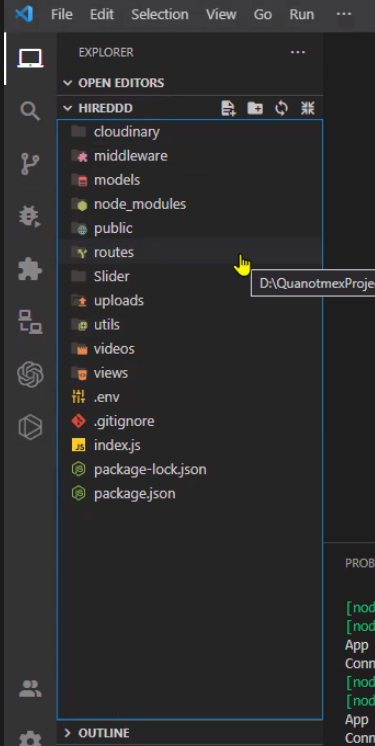 File Edit Selection View Go Run ...
EXPLORER ...
OPEN EDITORS
HIREDDD
cloudinary
middleware
models
node_modules
public
routes
D:\QuanotmexProje
Slider
uploads
utils
videos
views
.env
.gitignore
JS index.js
package-lock.json
package.json
PROB
[nod
[nod
App
Conn
[nod
[nod
App
Conn
OUTLINE